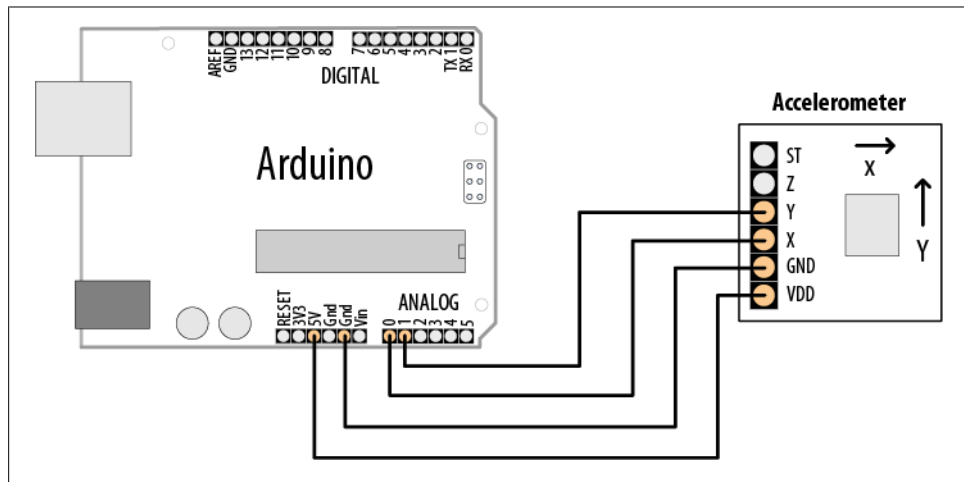 AREF
GND
13
12
11
10
9
8
7
6
5
4
3
2
TX 1
RX 0
DIGITAL
Arduino
ANALOG
RESET
3V3
5V
Gnd
Gnd
Vin
0
1
2
3
4
5
Accelerometer
ST
Z
Y
X
GND
VDD
X
Y